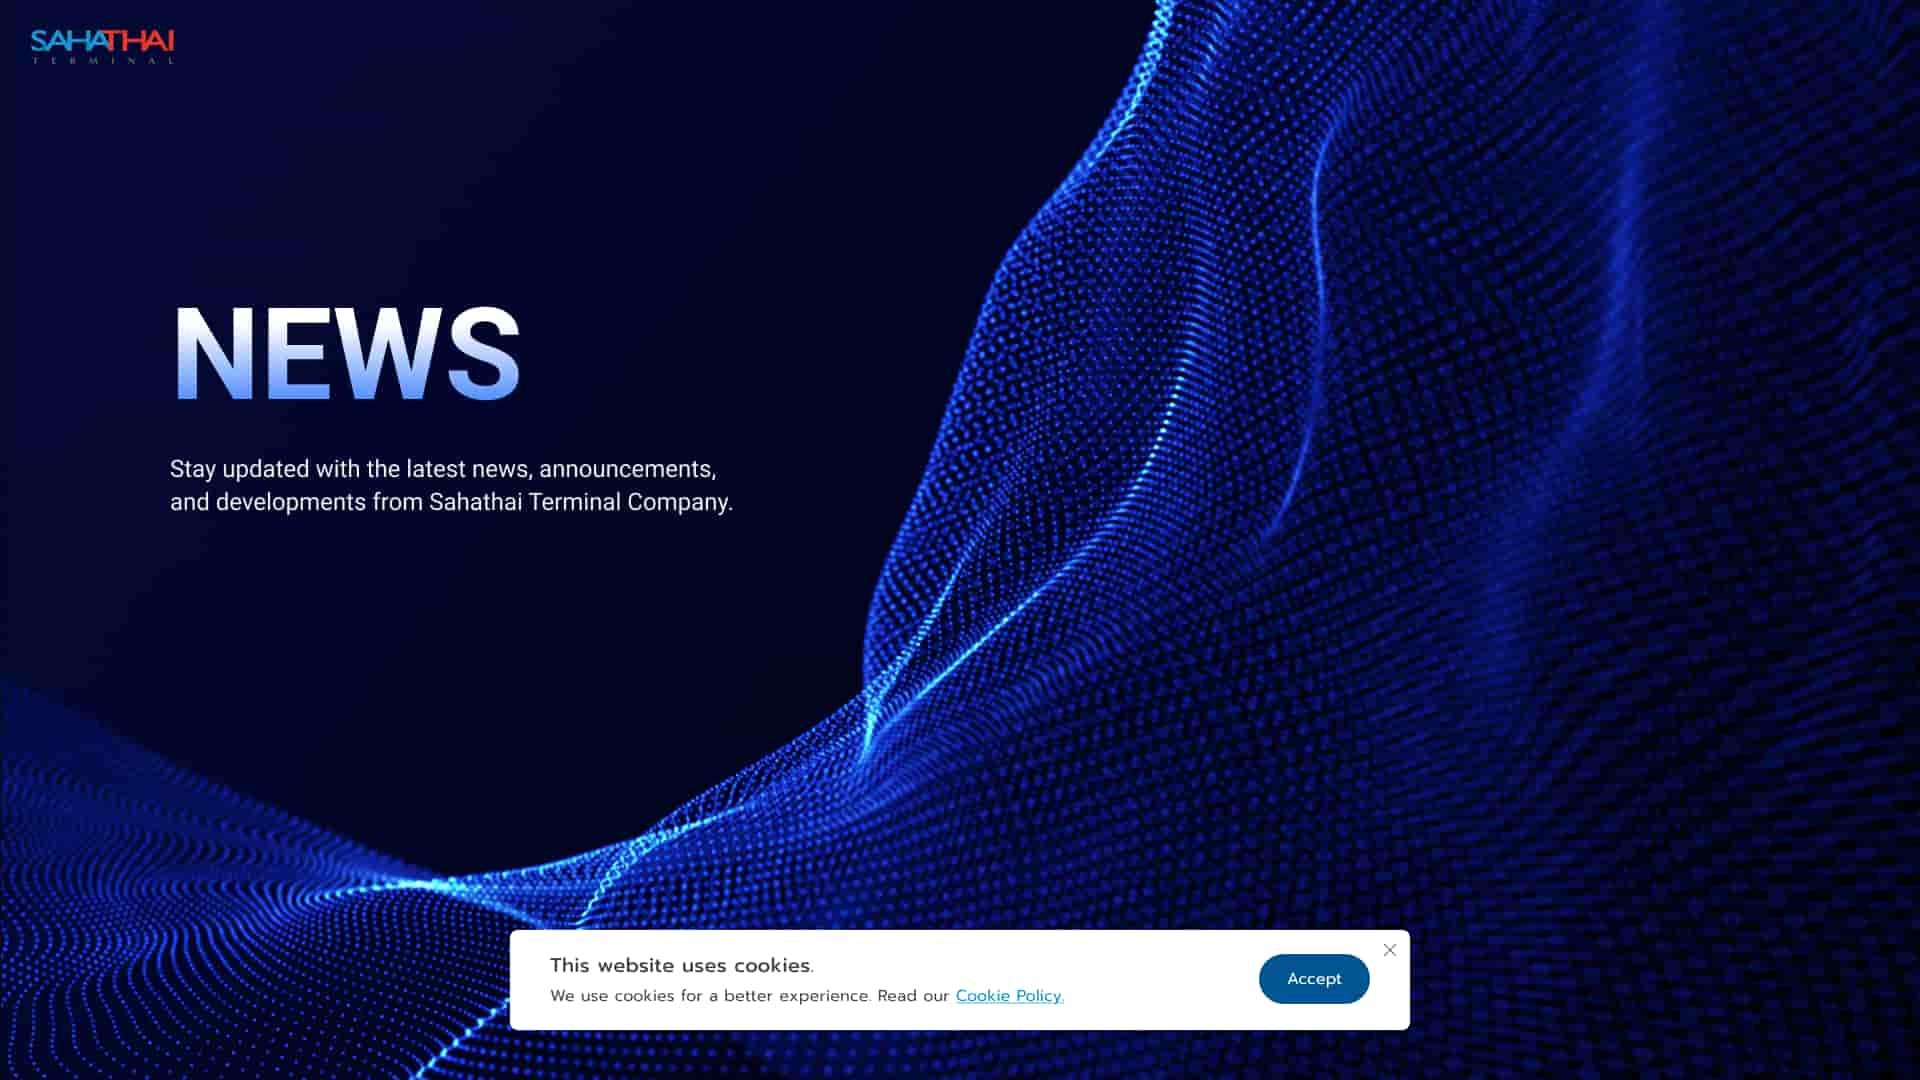 SAHATHAI
TERMINAL
NEWS
Stay updated with the latest news, announcements,
and developments from Sahathai Terminal Company.
This website uses cookies.
We use cookies for a better experience. Read our Cookie Policy.
Accept